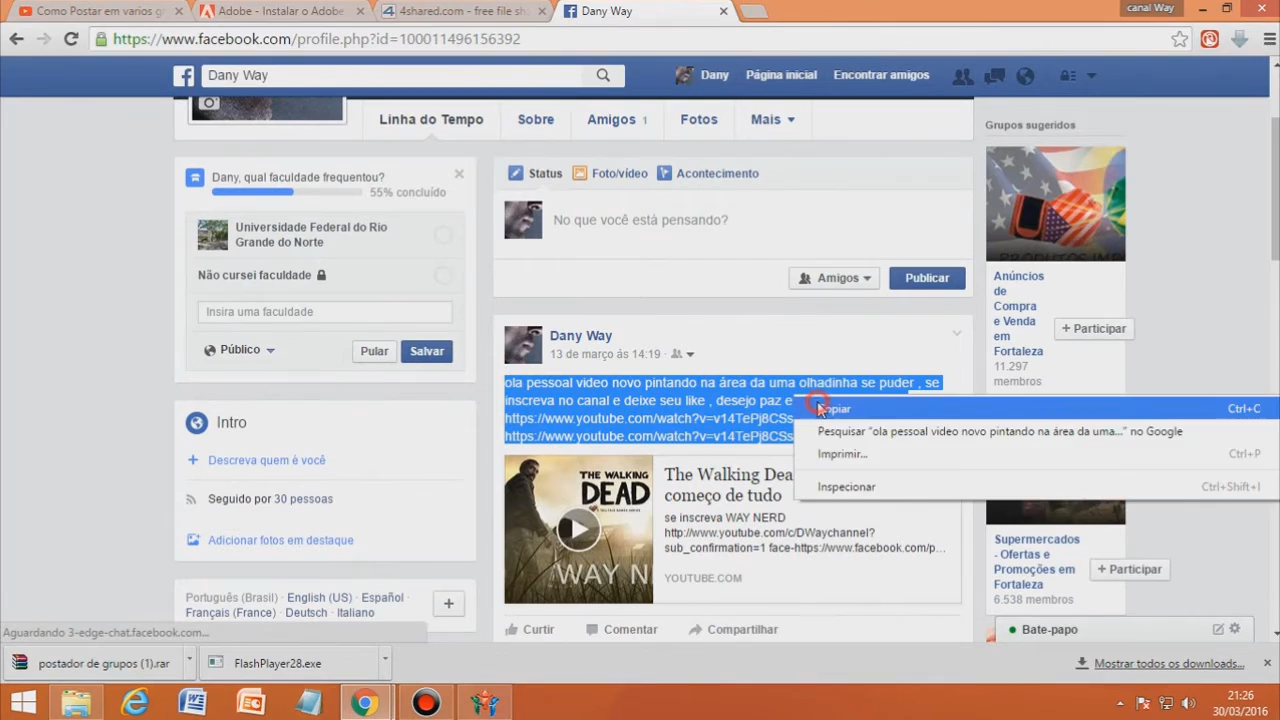 Como Postar em vários g
Adobe - Instalar o Adobe
4shared.com - free file sh
Dany Way
canal Way
https://www.facebook.com/profile.php?id=100011496156392
Dany Way
Dany
Página inicial
Encontrar amigos
Linha do Tempo
Sobre
Amigos 1
Fotos
Mais
Grupos sugeridos
Dany, qual faculdade frequentou?
55% concluído
Universidade Federal do Rio
Grande do Norte
Não cursei faculdade
Insira uma faculdade
Público
Pular
Salvar
Status
Foto/vídeo
Acontecimento
No que você está pensando?
Amigos
Publicar
Anúncios
de
Compra
e Venda
em
Fortaleza
11.297
membros
+ Participar
Dany Way
13 de março às 14:19
ola pessoal video novo pintando na área da uma olhadinha se puder , se
inscreva no canal e deixe seu like , desejo paz e
https://www.youtube.com/watch?v=v14TePj8CSs
https://www.youtube.com/watch?v=v14TePj8CSs
Copiar
Ctrl+C
Pesquisar "ola pessoal video novo pintando na área da uma..." no Google
Imprimir...
Ctrl+P
Inspecionar
Ctrl+Shift+I
Intro
Descreva quem é você
Seguido por 30 pessoas
Adicionar fotos em destaque
THE WALKING
DEAD
WAY NERD
The Walking Dea
começo de tudo
se inscreva WAY NERD
http://www.youtube.com/c/DWaychannel?
sub_confirmation=1 face-https://www.facebook.com/p...
YOUTUBE.COM
Supermercados
- Ofertas e
Promoções em
Fortaleza
6.538 membros
+ Participar
Português (Brasil) · English (US) · Español ·
Français (France) · Deutsch · Italiano
Curtir
Comentar
Compartilhar
Bate-papo
Aguardando 3-edge-chat.facebook.com...
postador de grupos (1).rar
FlashPlayer28.exe
Mostrar todos os downloads...
21:26
30/03/2016